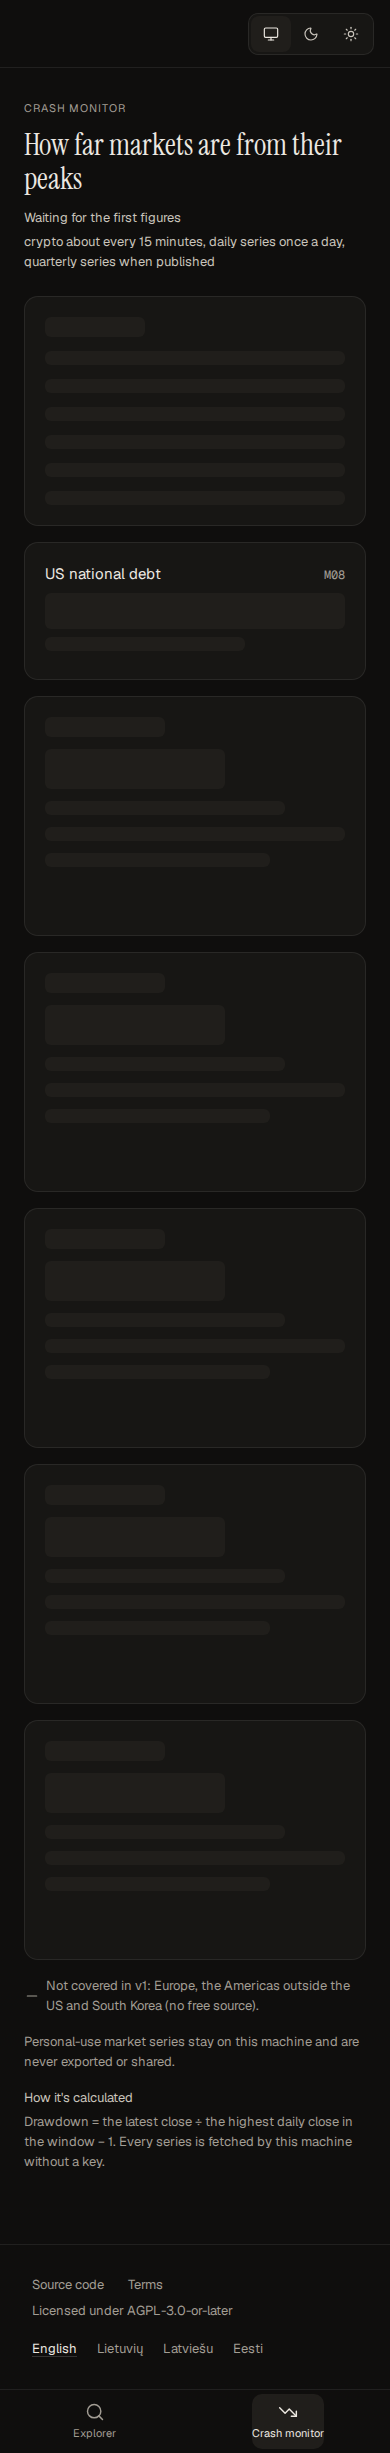 CRASH MONITOR
How far markets are from their
peaks
Waiting for the first figures
crypto about every 15 minutes, daily series once a day,
quarterly series when published
US national debt M08
— Not covered in v1: Europe, the Americas outside the
US and South Korea (no free source).
Personal-use market series stay on this machine and are
never exported or shared.
How it's calculated
Drawdown = the latest close ÷ the highest daily close in
the window − 1. Every series is fetched by this machine
without a key.
Source code Terms
Licensed under AGPL-3.0-or-later
English Lietuvių Latviešu Eesti
Explorer Crash monitor